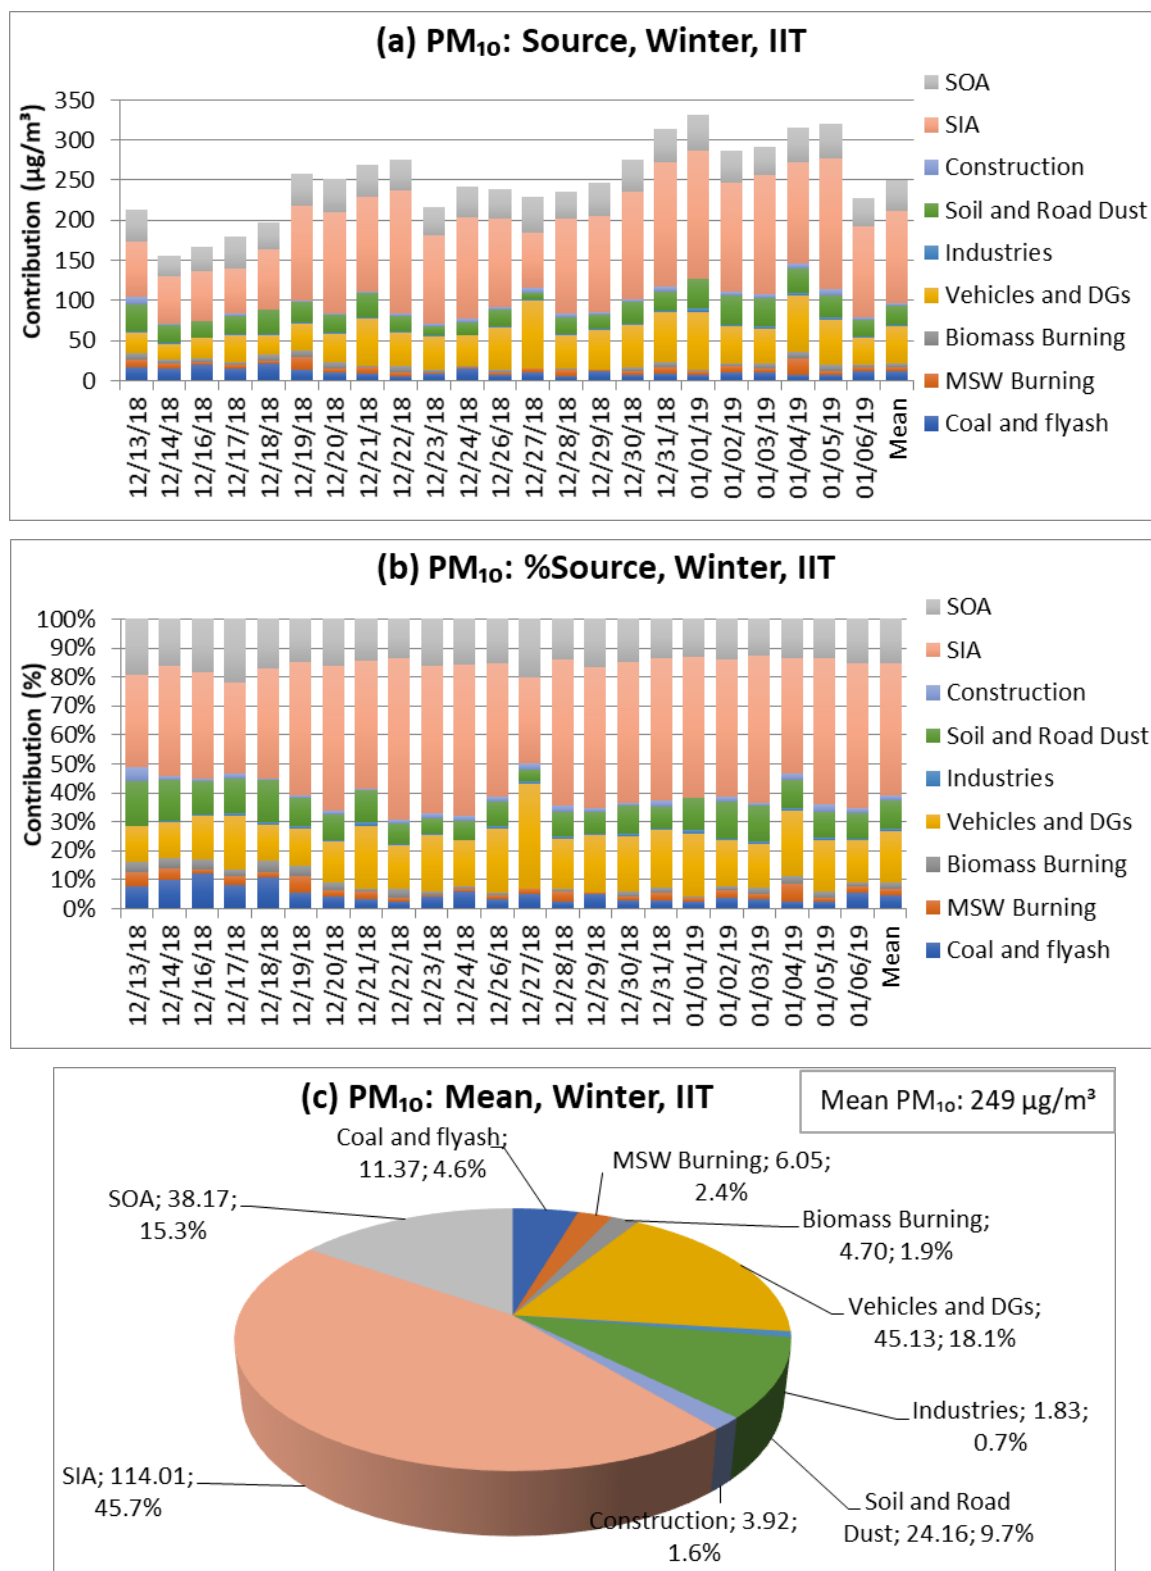 (a) PM₁₀: Source, Winter, IIT
Contribution (µg/m³)
350
300
250
200
150
100
50
0
12/13/18
12/14/18
12/16/18
12/17/18
12/18/18
12/19/18
12/20/18
12/21/18
12/22/18
12/23/18
12/24/18
12/26/18
12/27/18
12/28/18
12/29/18
12/30/18
12/31/18
01/01/19
01/02/19
01/03/19
01/04/19
01/05/19
01/06/19
Mean
SOA
SIA
Construction
Soil and Road Dust
Industries
Vehicles and DGs
Biomass Burning
MSW Burning
Coal and flyash
(b) PM₁₀: %Source, Winter, IIT
Contribution (%)
100%
90%
80%
70%
60%
50%
40%
30%
20%
10%
0%
12/13/18
12/14/18
12/16/18
12/17/18
12/18/18
12/19/18
12/20/18
12/21/18
12/22/18
12/23/18
12/24/18
12/26/18
12/27/18
12/28/18
12/29/18
12/30/18
12/31/18
01/01/19
01/02/19
01/03/19
01/04/19
01/05/19
01/06/19
Mean
SOA
SIA
Construction
Soil and Road Dust
Industries
Vehicles and DGs
Biomass Burning
MSW Burning
Coal and flyash
(c) PM₁₀: Mean, Winter, IIT
Mean PM₁₀: 249 µg/m³
Coal and flyash;
11.37; 4.6%
MSW Burning; 6.05;
2.4%
Biomass Burning;
4.70; 1.9%
Vehicles and DGs;
45.13; 18.1%
Industries; 1.83;
0.7%
Soil and Road
Dust; 24.16; 9.7%
Construction; 3.92;
1.6%
SIA; 114.01;
45.7%
SOA; 38.17;
15.3%